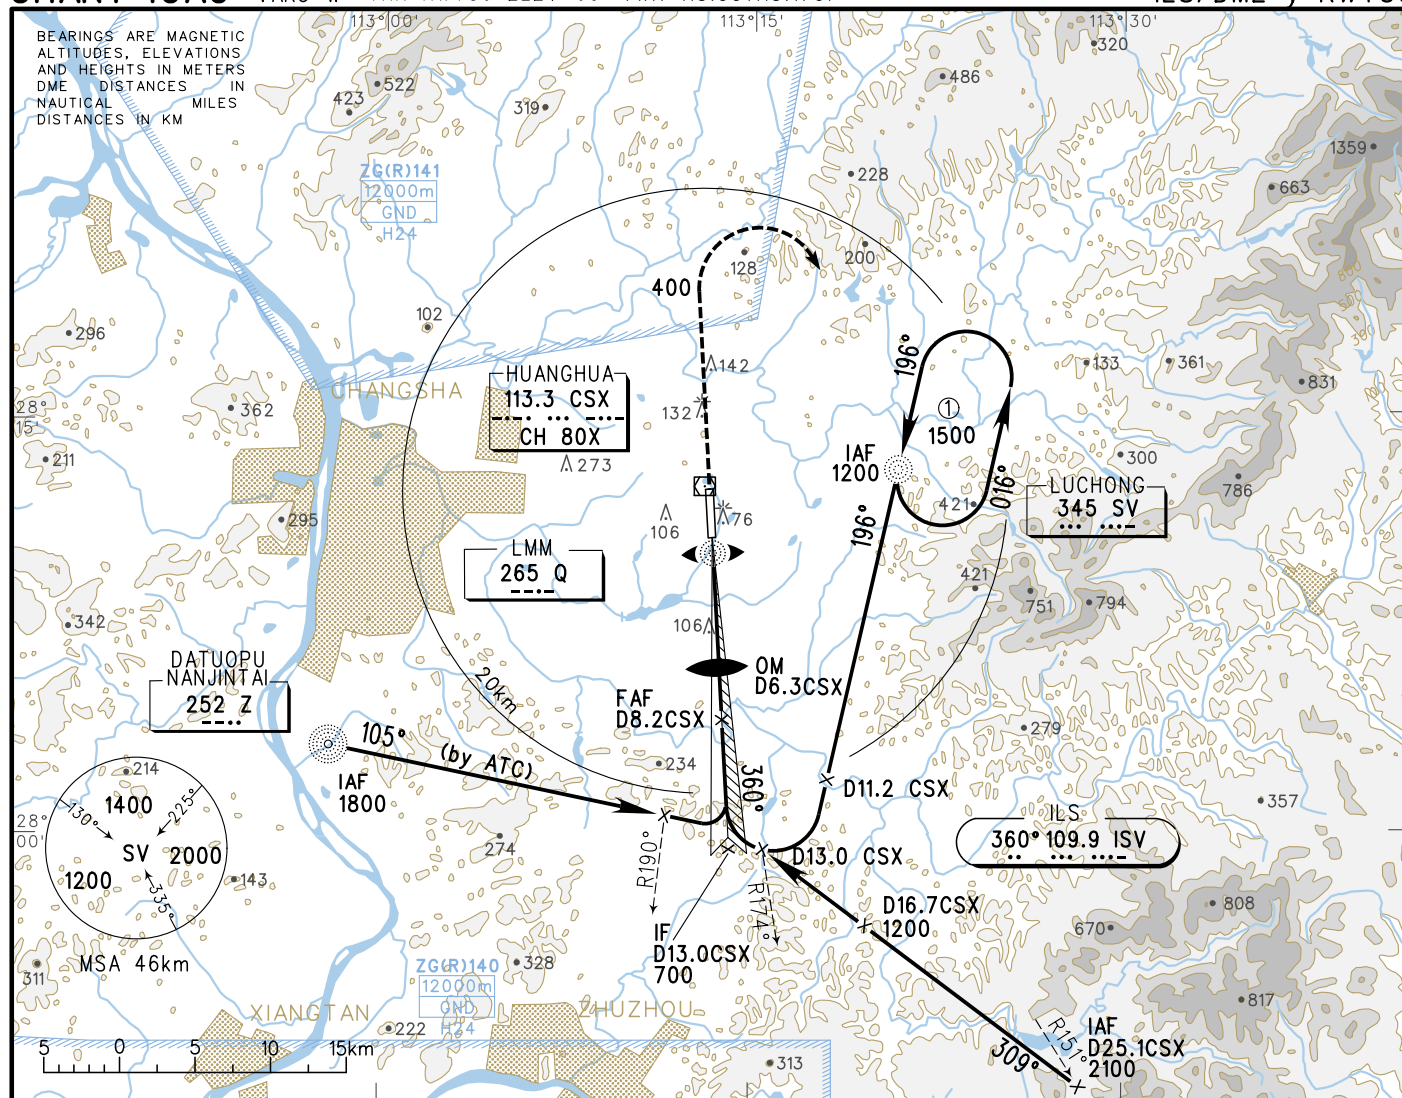 113°00'
113°15'
113°30'
BEARINGS ARE MAGNETIC
ALTITUDES, ELEVATIONS
AND HEIGHTS IN METERS
DME DISTANCES IN
NAUTICAL MILES
DISTANCES IN KM
522
423
319
320
486
1359
663
228
200
128
ZG(R)141
12000m
GND
H24
400
296
102
142
132
133
361
831
CHANGSHA
HUANGHUA
113.3 CSX
CH 80X
28°
15'
362
211
273
196°
①
1500
IAF
1200
300
786
016°
421
LUCHONG
345 SV
295
106
76
196°
LMM
265 Q
421
751
794
342
106
DATUOPU
NANJINTAI
252 Z
20km
OM
D6.3CSX
FAF
D8.2CSX
279
105° (by ATC)
234
IAF
1800
360°
D11.2 CSX
357
214
1400
130°
225°
SV
2000
1200
335°
143
MSA 46km
28°
00'
274
ILS
360° 109.9 ISV
D13.0 CSX
R190°
R174°
D16.7CSX
1200
808
670
IF
D13.0CSX
700
311
328
ZG(R)140
12000m
GND
H24
XIANGTAN
222
ZHUZHOU
817
R151°
IAF
D25.1CSX
2100
309°
313
5 0 5 10 15km